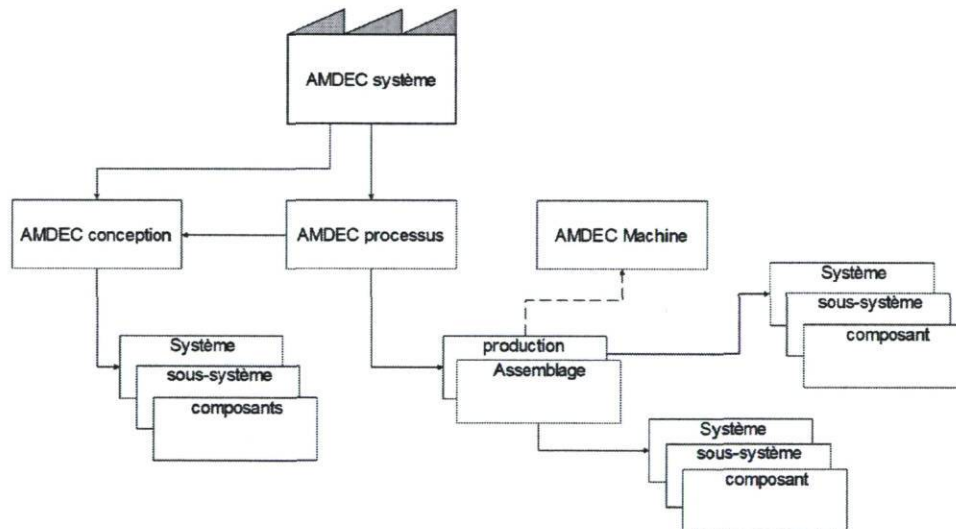 AMDEC système
AMDEC conception
AMDEC processus
AMDEC Machine
Système
sous-système
composant
production
Assemblage
Système
sous-système
composants
Système
sous-système
composant